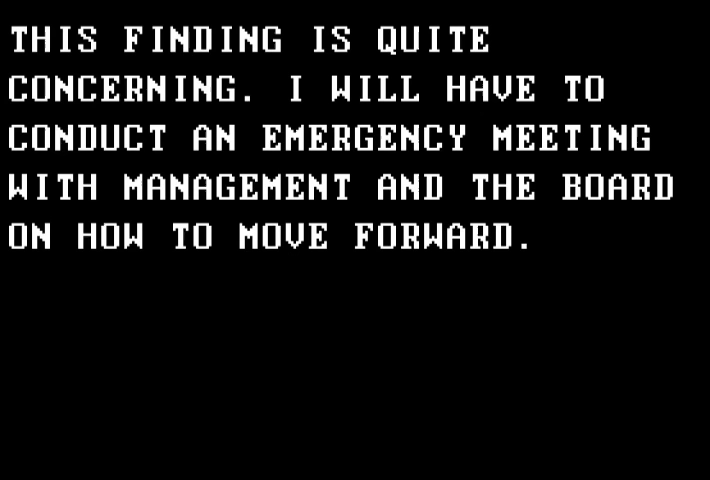 THIS FINDING IS QUITE
CONCERNING. I WILL HAVE TO
CONDUCT AN EMERGENCY MEETING
WITH MANAGEMENT AND THE BOARD
ON HOW TO MOVE FORWARD.